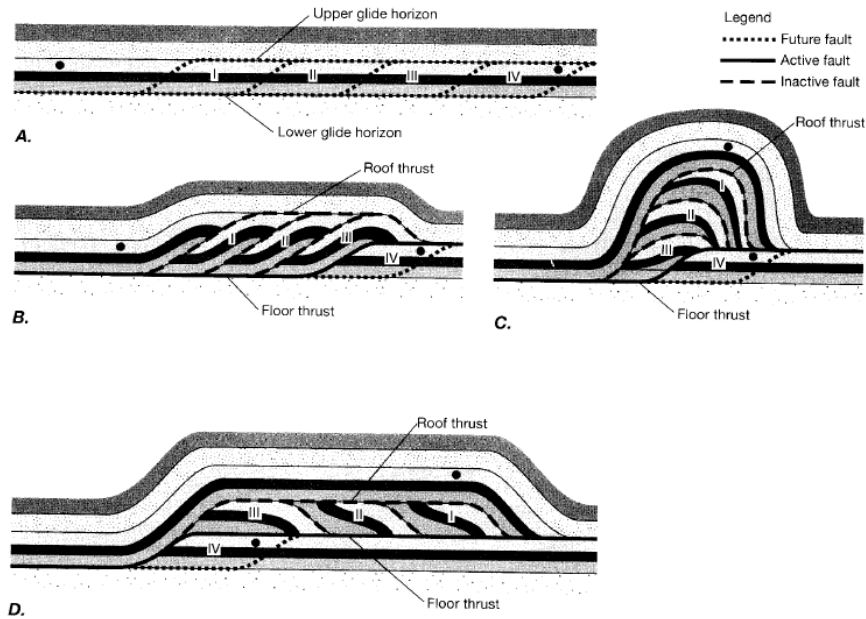 Upper glide horizon
Legend
Future fault
Active fault
Inactive fault
I
II
III
IV
A.
Lower glide horizon
Roof thrust
Roof thrust
I
II
III
IV
B.
Floor thrust
I
II
III
IV
C.
Floor thrust
Roof thrust
III
II
I
IV
Floor thrust
D.